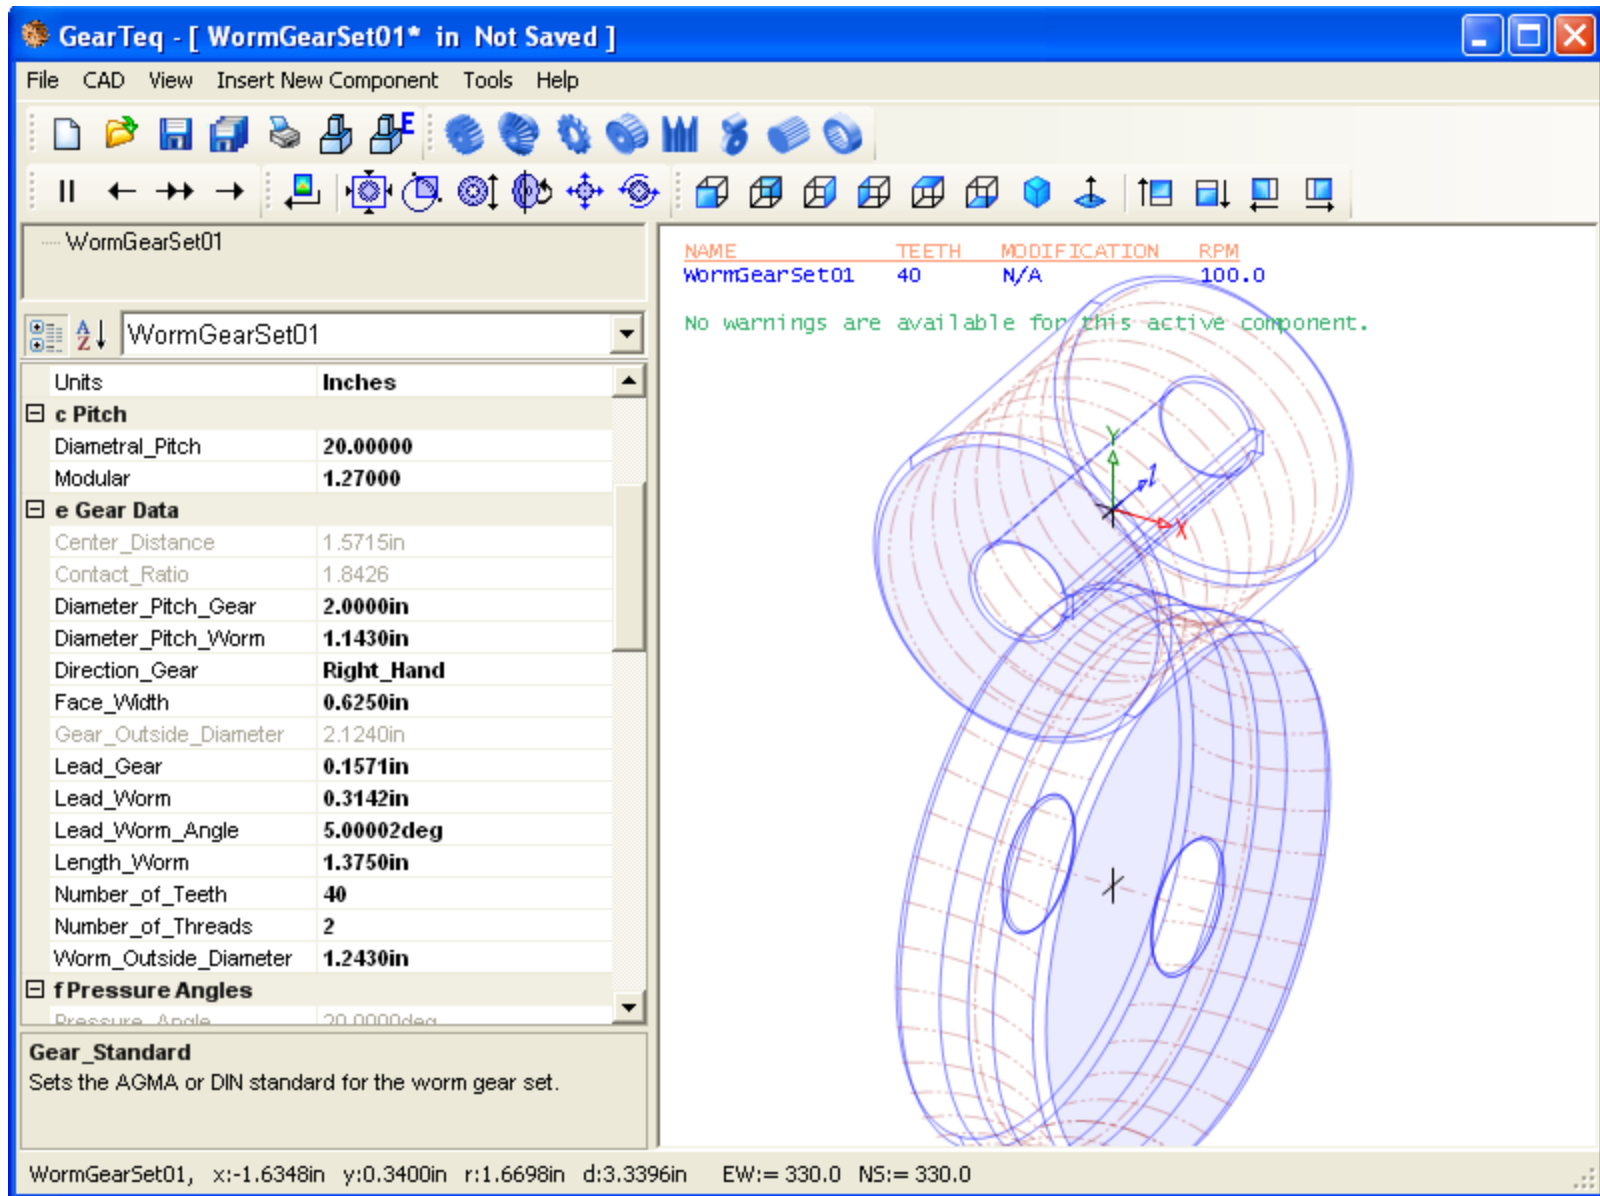 GearTeq - [ WormGearSet01* in Not Saved ]
File CAD View Insert New Component Tools Help
E
WormGearSet01
A Z WormGearSet01
Units Inches
c Pitch
Diametral_Pitch 20.00000
Modular 1.27000
e Gear Data
Center_Distance 1.5715in
Contact_Ratio 1.8426
Diameter_Pitch_Gear 2.0000in
Diameter_Pitch_Worm 1.1430in
Direction_Gear Right_Hand
Face_Width 0.6250in
Gear_Outside_Diameter 2.1240in
Lead_Gear 0.1571in
Lead_Worm 0.3142in
Lead_Worm_Angle 5.00002deg
Length_Worm 1.3750in
Number_of_Teeth 40
Number_of_Threads 2
Worm_Outside_Diameter 1.2430in
f Pressure Angles
Pressure_Angle 20.0000deg
Gear_Standard
Sets the AGMA or DIN standard for the worm gear set.
NAME TEETH MODIFICATION RPM
WormGearSet01 40 N/A 100.0
No warnings are available for this active component.
Y
Z
X
WormGearSet01, x:-1.6348in y:0.3400in r:1.6698in d:3.3396in EW:= 330.0 NS:= 330.0